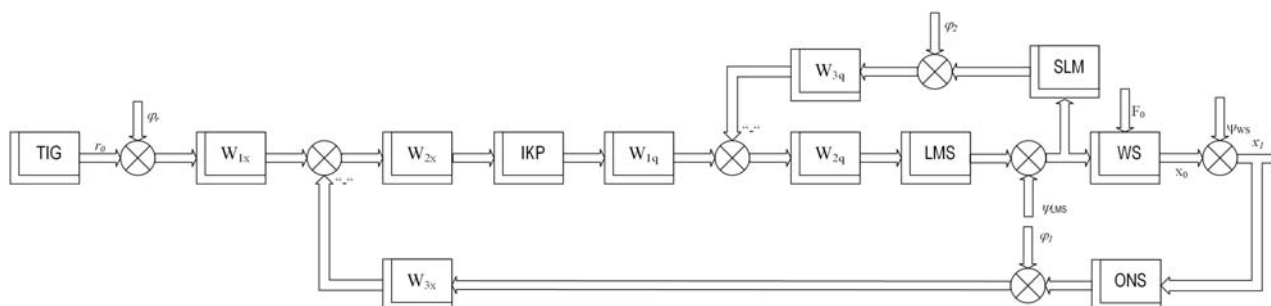 φ₂
W₃q
SLM
φᵣ
F₀
ψWS
"-"
TIG
r₀
W₁ₓ
W₂ₓ
IKP
W₁q
W₂q
LMS
WS
x₀
x₁
"-"
ψLMS
φ₁
W₃ₓ
ONS